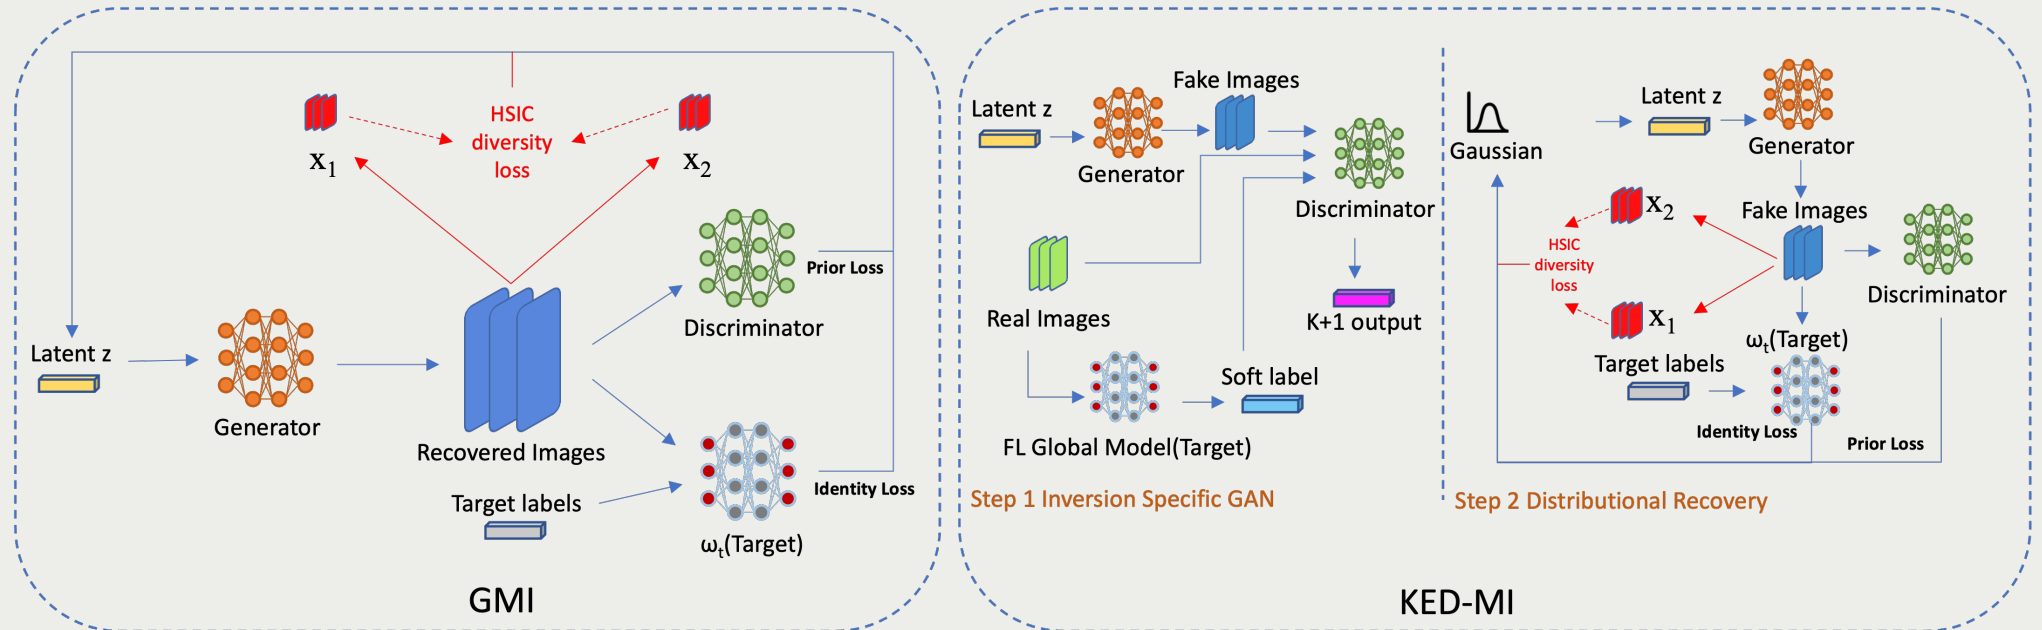 HSIC
diversity
loss
x₁
x₂
Prior Loss
Discriminator
Latent z
Generator
Recovered Images
Target labels
Identity Loss
ωₜ(Target)
GMI
Latent z
Fake Images
Generator
Discriminator
Real Images
K+1 output
Soft label
FL Global Model(Target)
Step 1 Inversion Specific GAN
Gaussian
Latent z
Generator
x₂
Fake Images
HSIC
diversity
loss
x₁
Discriminator
ωₜ(Target)
Target labels
Identity Loss
Prior Loss
Step 2 Distributional Recovery
KED-MI